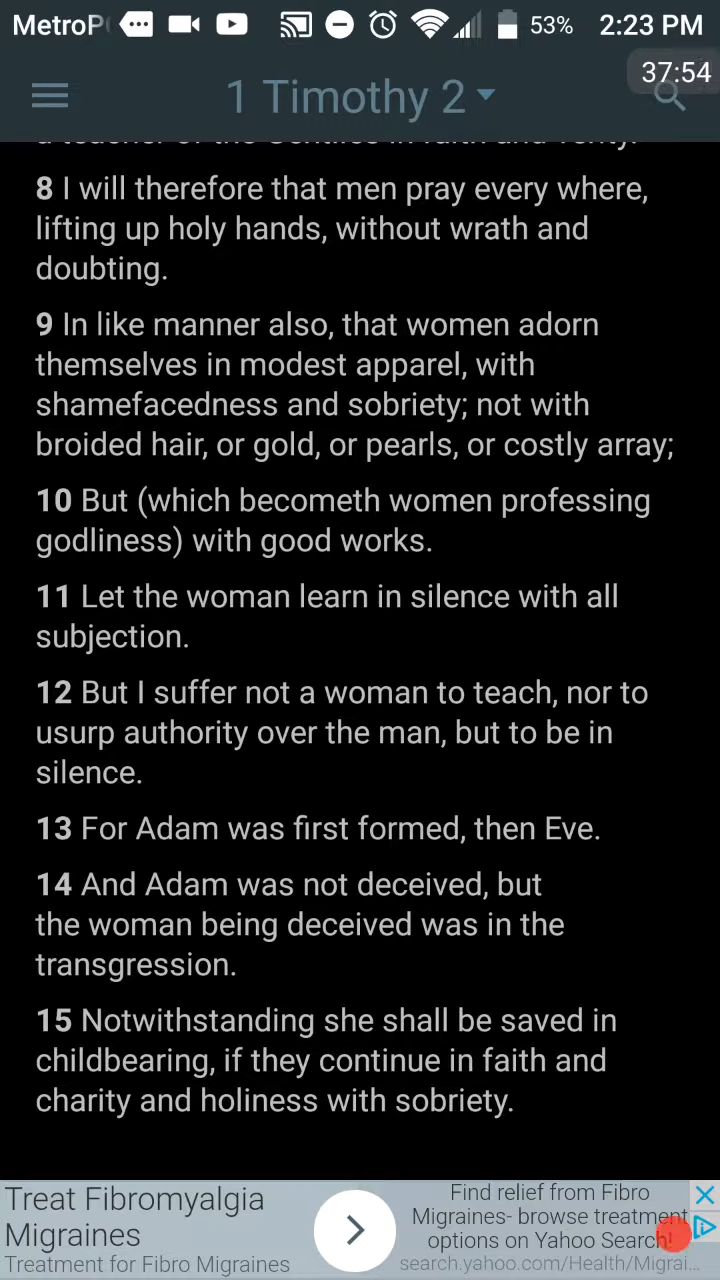 MetroP 53% 2:23 PM
37:54
1 Timothy 2
a teacher of the Gentiles in faith and verity.
8 I will therefore that men pray every where,
lifting up holy hands, without wrath and
doubting.
9 In like manner also, that women adorn
themselves in modest apparel, with
shamefacedness and sobriety; not with
broided hair, or gold, or pearls, or costly array;
10 But (which becometh women professing
godliness) with good works.
11 Let the woman learn in silence with all
subjection.
12 But I suffer not a woman to teach, nor to
usurp authority over the man, but to be in
silence.
13 For Adam was first formed, then Eve.
14 And Adam was not deceived, but
the woman being deceived was in the
transgression.
15 Notwithstanding she shall be saved in
childbearing, if they continue in faith and
charity and holiness with sobriety.
Treat Fibromyalgia
Migraines
Treatment for Fibro Migraines
Find relief from Fibro
Migraines- browse treatment
options on Yahoo Search!
search.yahoo.com/Health/Migrai...